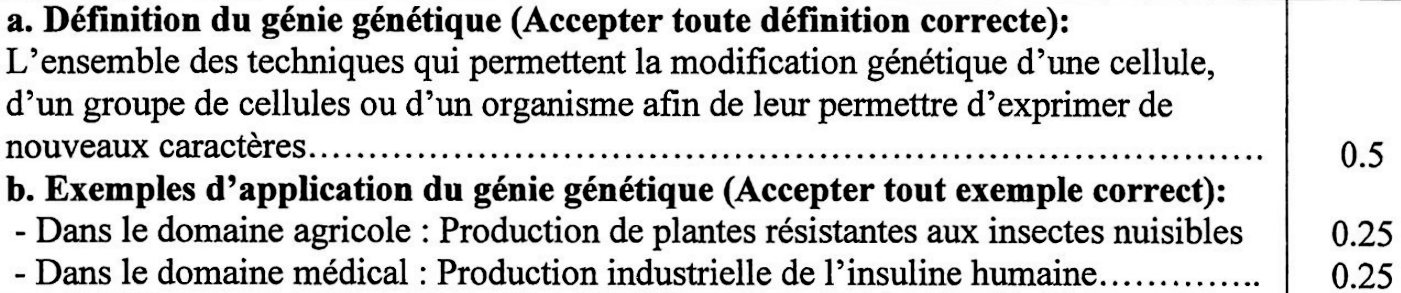 a. Définition du génie génétique (Accepter toute définition correcte):
L'ensemble des techniques qui permettent la modification génétique d'une cellule,
d'un groupe de cellules ou d'un organisme afin de leur permettre d'exprimer de
nouveaux caractères………………………………………………………………………… 0.5
b. Exemples d'application du génie génétique (Accepter tout exemple correct):
- Dans le domaine agricole : Production de plantes résistantes aux insectes nuisibles 0.25
- Dans le domaine médical : Production industrielle de l'insuline humaine………….. 0.25